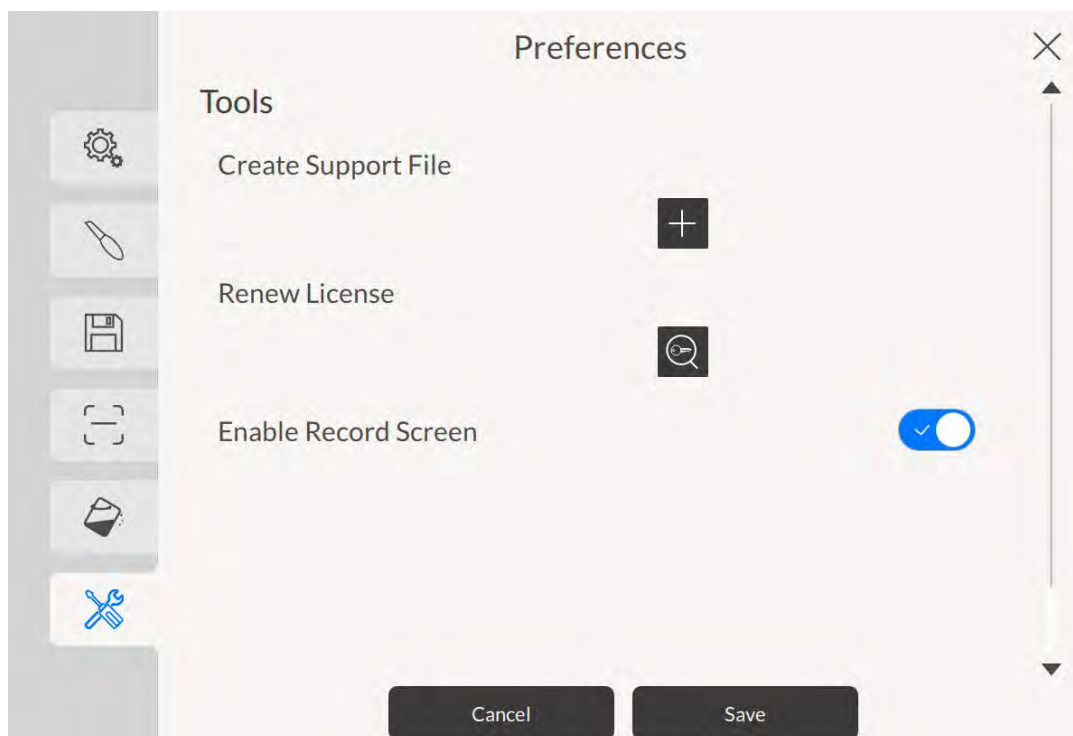 Preferences
Tools
Create Support File
Renew License
Enable Record Screen
Cancel
Save